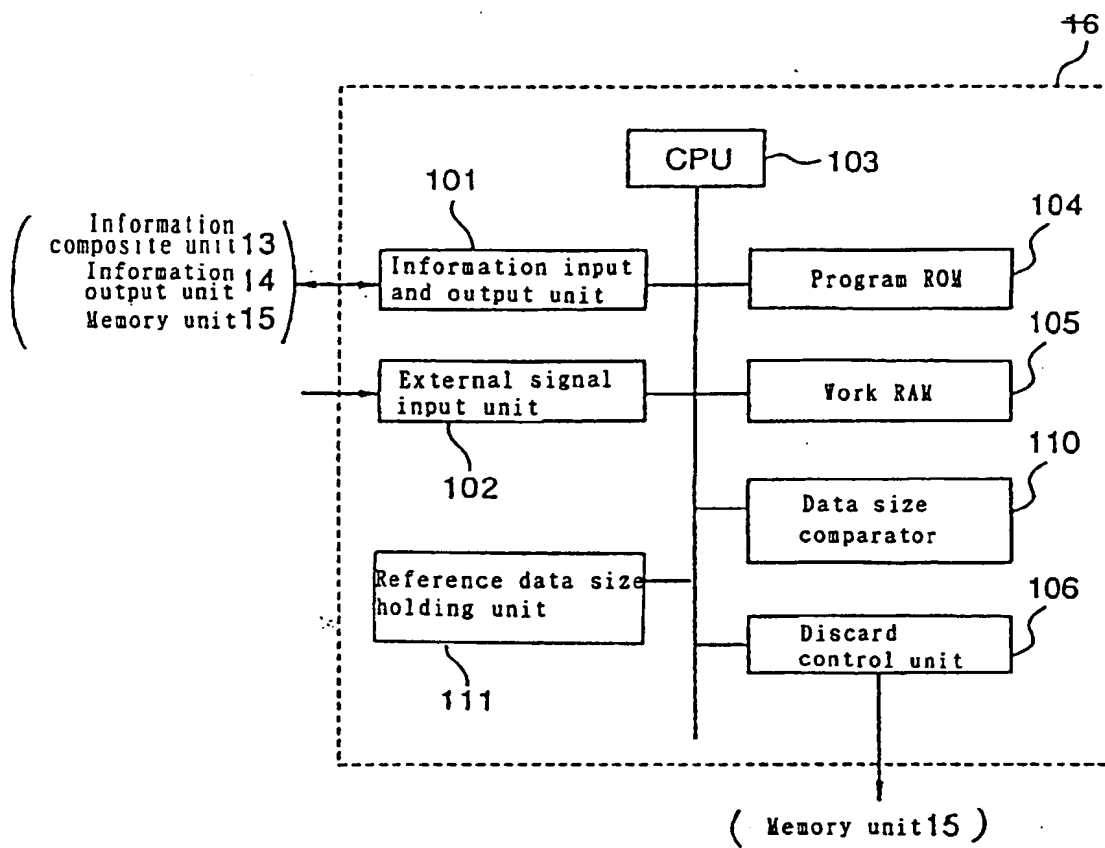 16
CPU
103
101
104
Information
composite unit 13
Information
output unit 14
Memory unit 15
Information input
and output unit
Program ROM
105
External signal
input unit
Work RAM
102
110
Data size
comparator
Reference data size
holding unit
106
Discard
control unit
111
( Memory unit 15 )